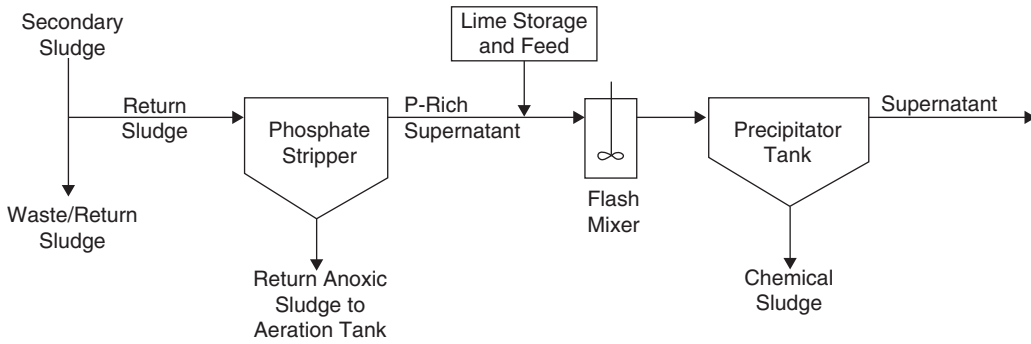 Secondary
Sludge
Lime Storage
and Feed
Return
Sludge
P-Rich
Supernatant
Supernatant
Phosphate
Stripper
Precipitator
Tank
Flash
Mixer
Waste/Return
Sludge
Return Anoxic
Sludge to
Aeration Tank
Chemical
Sludge